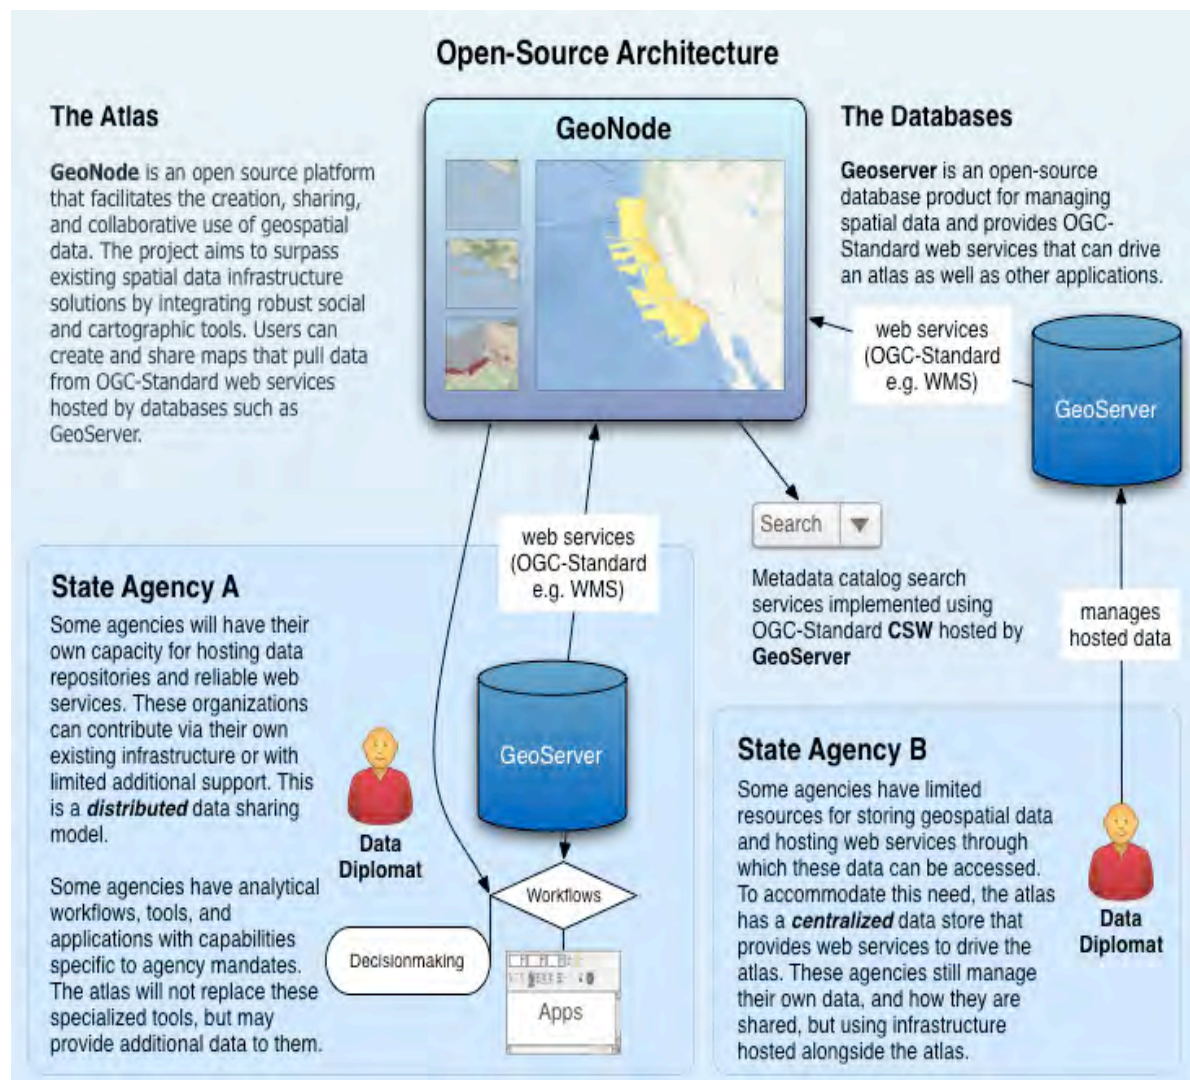 Open-Source Architecture
The Atlas
GeoNode is an open source platform
that facilitates the creation, sharing,
and collaborative use of geospatial
data. The project aims to surpass
existing spatial data infrastructure
solutions by integrating robust social
and cartographic tools. Users can
create and share maps that pull data
from OGC-Standard web services
hosted by databases such as
GeoServer.
GeoNode
The Databases
Geoserver is an open-source
database product for managing
spatial data and provides OGC-
Standard web services that can drive
an atlas as well as other applications.
web services
(OGC-Standard
e.g. WMS)
GeoServer
web services
(OGC-Standard
e.g. WMS)
Search
Metadata catalog search
services implemented using
OGC-Standard CSW hosted by
GeoServer
manages
hosted data
State Agency A
Some agencies will have their
own capacity for hosting data
repositories and reliable web
services. These organizations
can contribute via their own
existing infrastructure or with
limited additional support. This
is a distributed data sharing
model.
Some agencies have analytical
workflows, tools, and
applications with capabilities
specific to agency mandates.
The atlas will not replace these
specialized tools, but may
provide additional data to them.
Data
Diplomat
GeoServer
Workflows
Decisionmaking
Apps
State Agency B
Some agencies have limited
resources for storing geospatial data
and hosting web services through
which these data can be accessed.
To accommodate this need, the atlas
has a centralized data store that
provides web services to drive the
atlas. These agencies still manage
their own data, and how they are
shared, but using infrastructure
hosted alongside the atlas.
Data
Diplomat